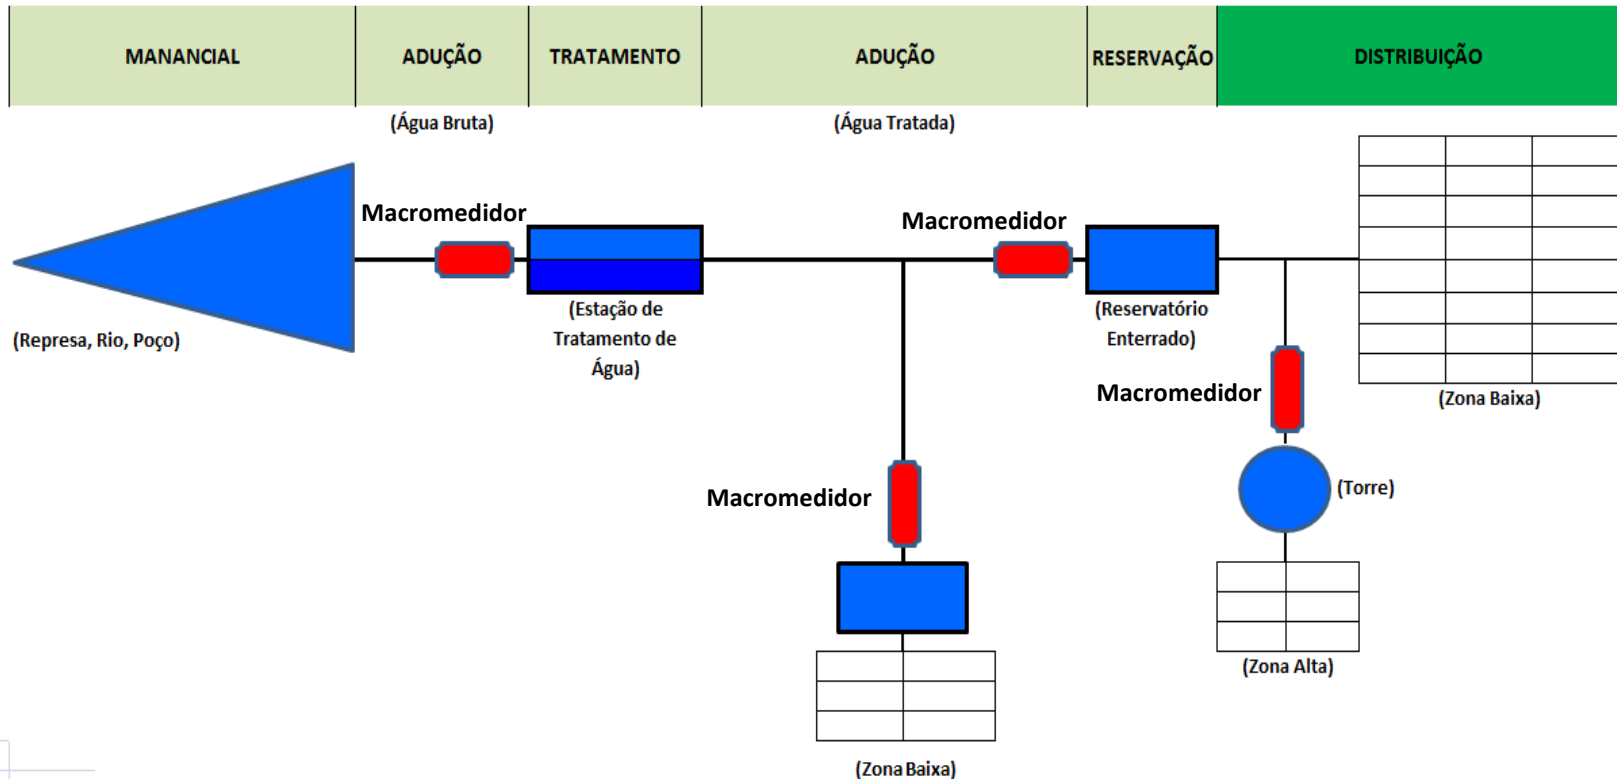 MANANCIAL
ADUÇÃO
TRATAMENTO
ADUÇÃO
RESERVAÇÃO
DISTRIBUIÇÃO
(Água Bruta)
(Água Tratada)
Macromedidor
Macromedidor
(Represa, Rio, Poço)
(Estação de
Tratamento de
Água)
(Reservatório
Enterrado)
Macromedidor
(Zona Baixa)
Macromedidor
(Torre)
(Zona Alta)
(Zona Baixa)